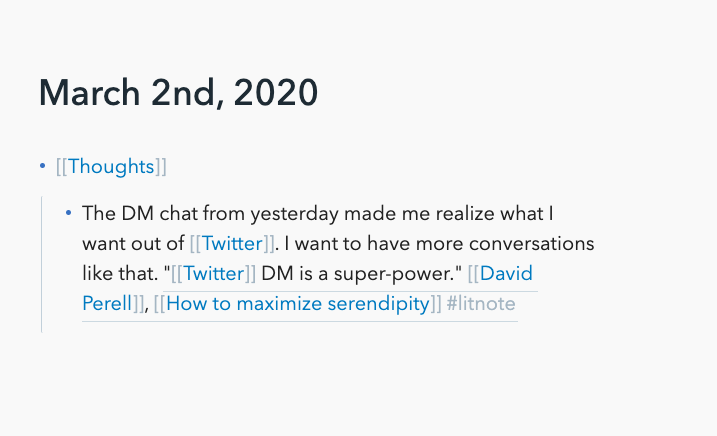 March 2nd, 2020
[[Thoughts]]
The DM chat from yesterday made me realize what I
want out of [[Twitter]]. I want to have more conversations
like that. "[[Twitter]] DM is a super-power." [[David
Perell]], [[How to maximize serendipity]] #litnote